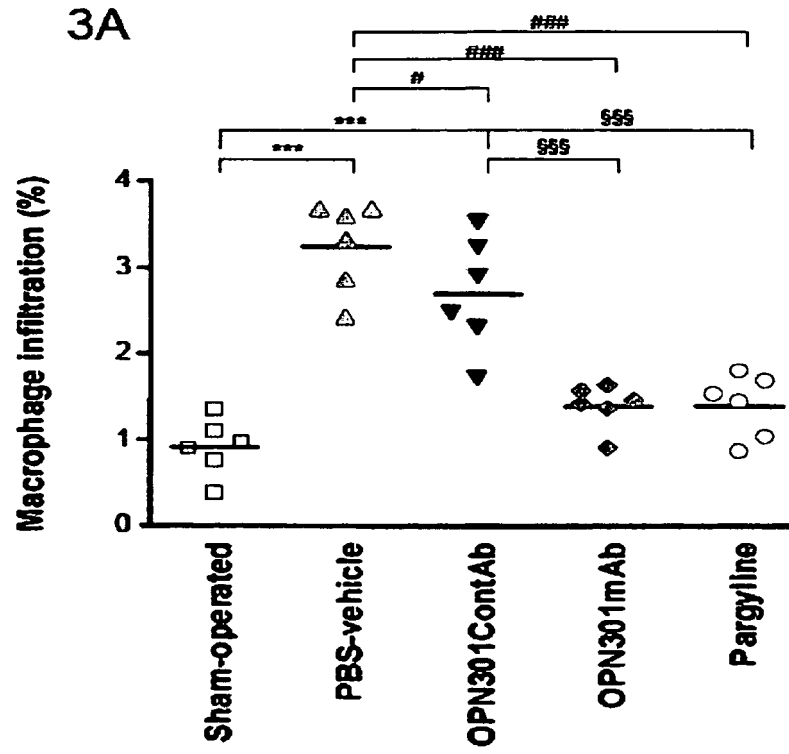 3A
###
###
#
*** §§§
*** §§§
Macrophage infiltration (%)
4
3
2
1
0
Sham-operated
PBS-vehicle
OPN301ContAb
OPN301mAb
Pargyline